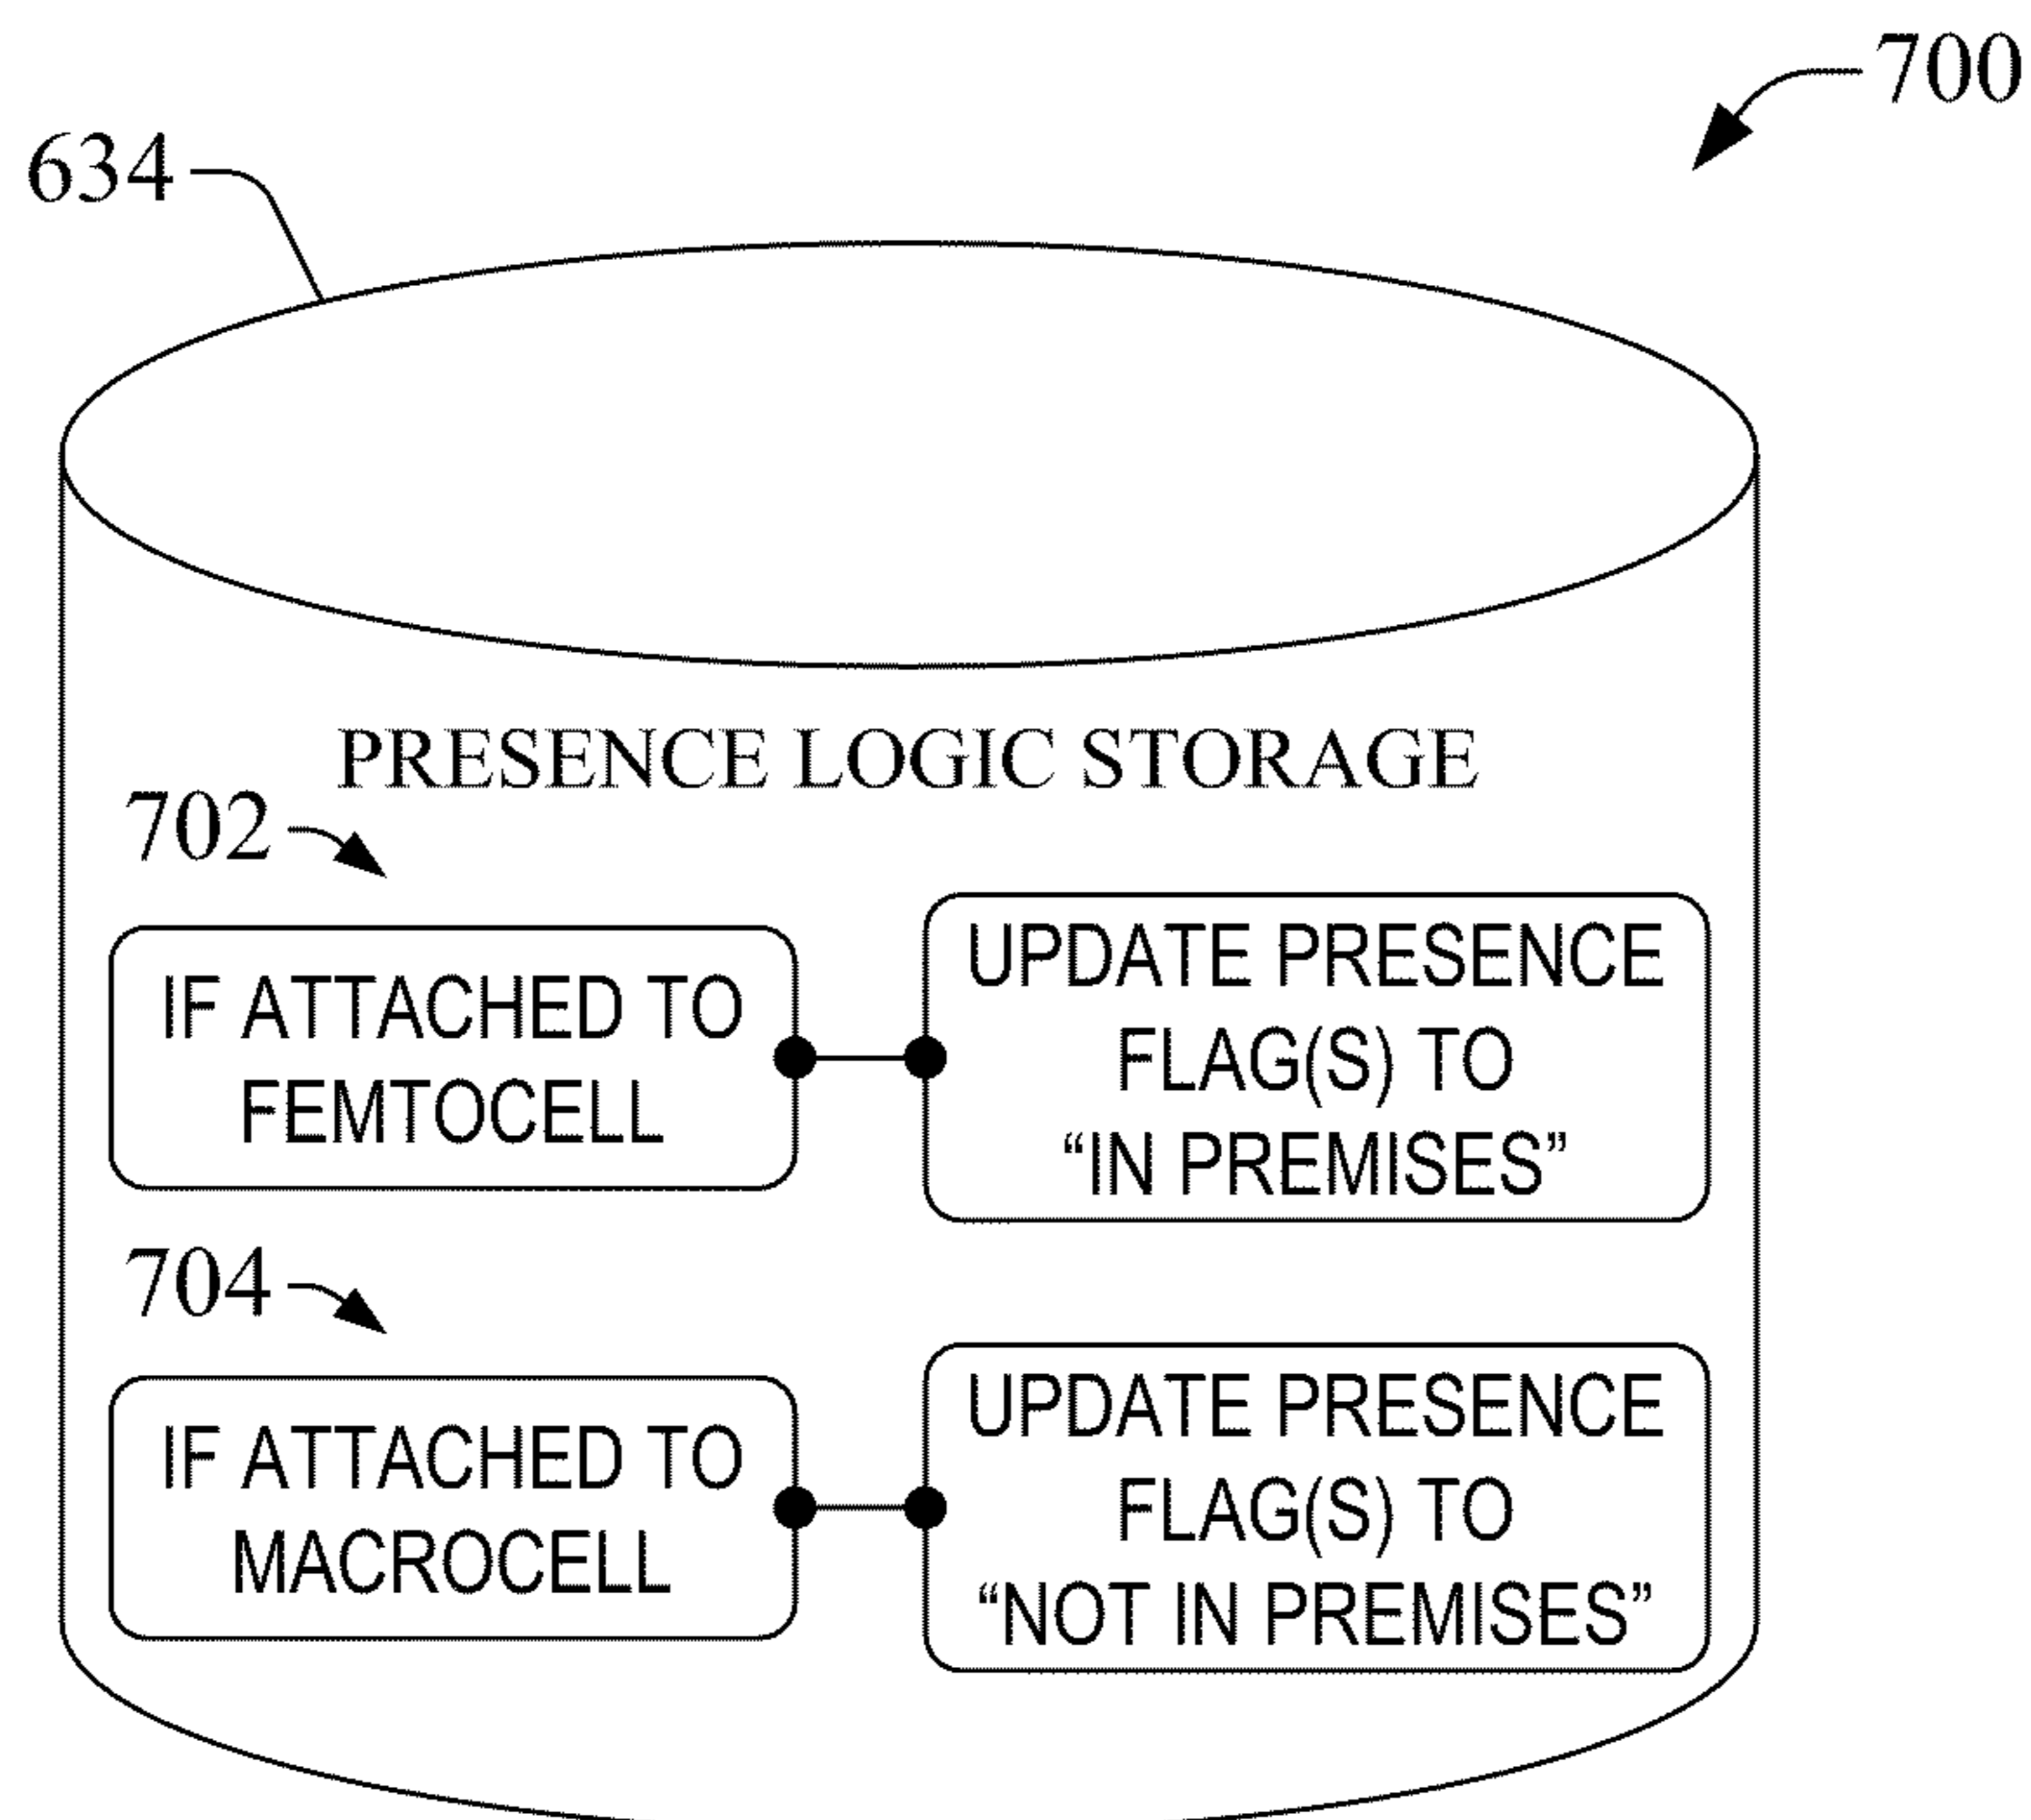 700
634
PRESENCE LOGIC STORAGE
702
IF ATTACHED TO
FEMTOCELL
UPDATE PRESENCE
FLAG(S) TO
“IN PREMISES”
704
IF ATTACHED TO
MACROCELL
UPDATE PRESENCE
FLAG(S) TO
“NOT IN PREMISES”